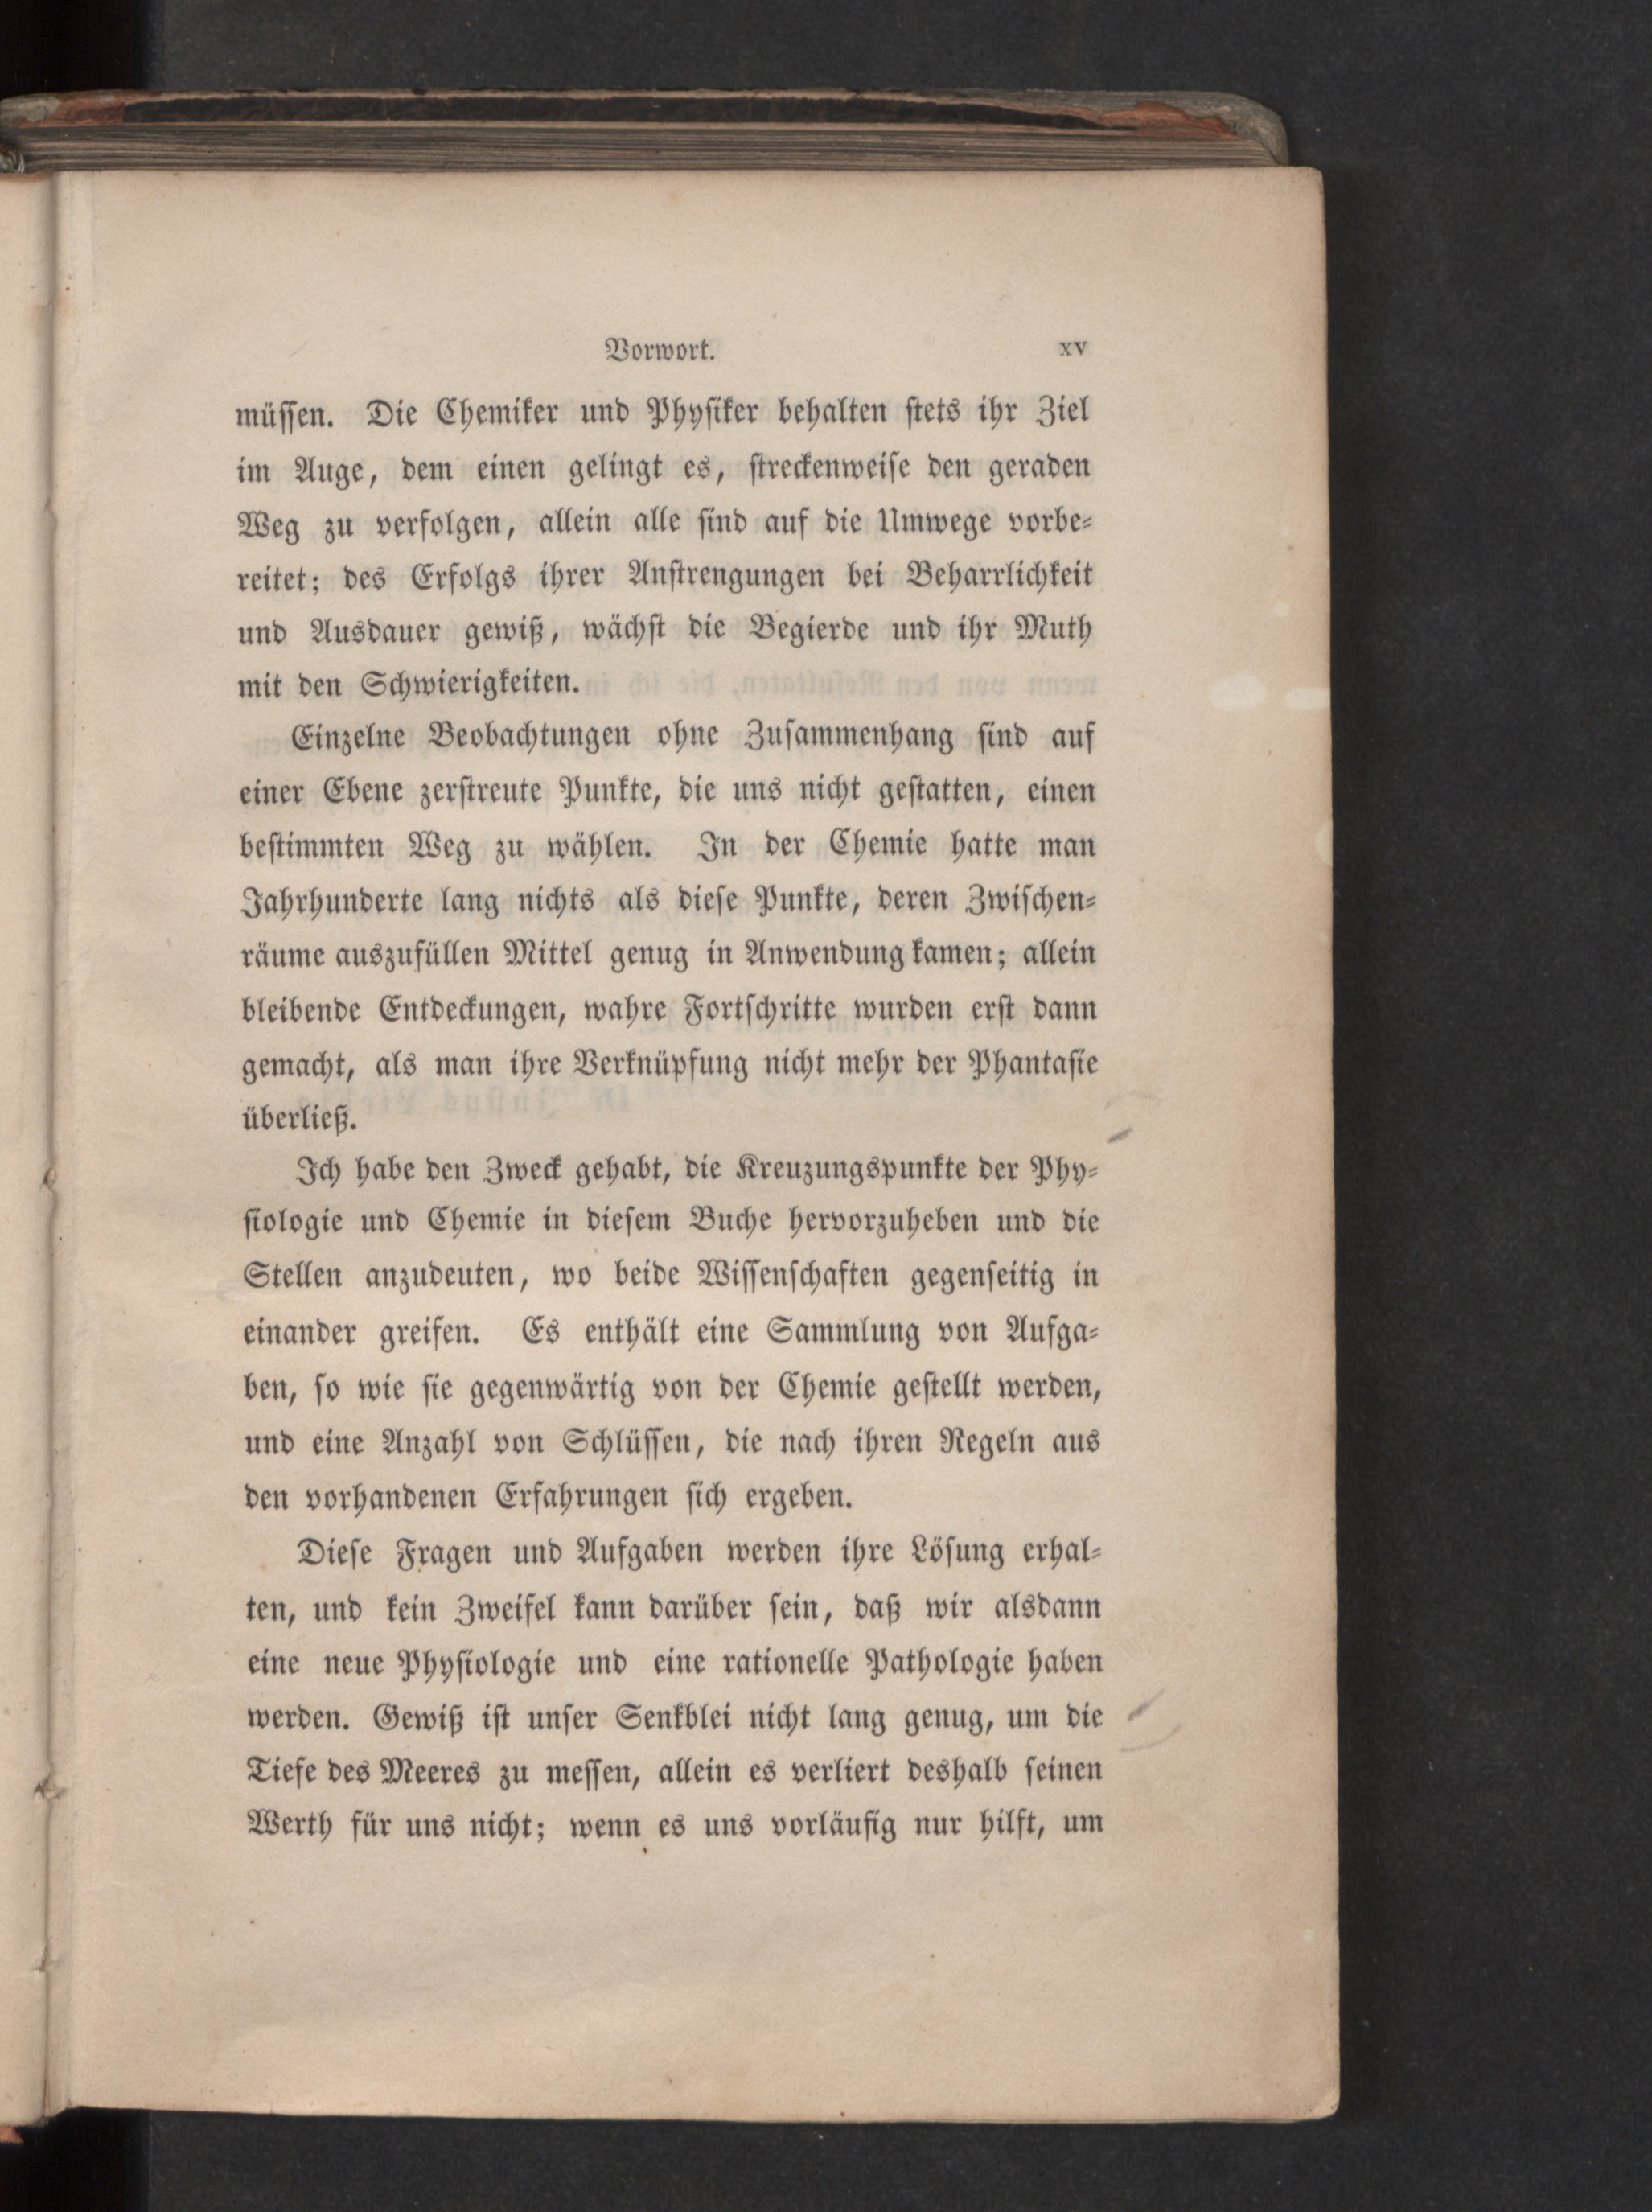 Vorwort. XV
müssen. Die Chemiker und Physiker behalten stets ihr Ziel
im Auge, dem einen gelingt es, streckenweise den geraden
Weg zu verfolgen, allein alle sind auf die Umwege vorbe-
reitet; des Erfolgs ihrer Anstrengungen bei Beharrlichkeit
und Ausdauer gewiß, wächst die Begierde und ihr Muth
mit den Schwierigkeiten.
Einzelne Beobachtungen ohne Zusammenhang sind auf
einer Ebene zerstreute Punkte, die uns nicht gestatten, einen
bestimmten Weg zu wählen. In der Chemie hatte man
Jahrhunderte lang nichts als diese Punkte, deren Zwischen-
räume auszufüllen Mittel genug in Anwendung kamen; allein
bleibende Entdeckungen, wahre Fortschritte wurden erst dann
gemacht, als man ihre Verknüpfung nicht mehr der Phantasie
überließ.
Ich habe den Zweck gehabt, die Kreuzungspunkte der Phy-
siologie und Chemie in diesem Buche hervorzuheben und die
Stellen anzudeuten, wo beide Wissenschaften gegenseitig in
einander greifen. Es enthält eine Sammlung von Aufga-
ben, so wie sie gegenwärtig von der Chemie gestellt werden,
und eine Anzahl von Schlüssen, die nach ihren Regeln aus
den vorhandenen Erfahrungen sich ergeben.
Diese Fragen und Aufgaben werden ihre Lösung erhal-
ten, und kein Zweifel kann darüber sein, daß wir alsdann
eine neue Physiologie und eine rationelle Pathologie haben
werden. Gewiß ist unser Senkblei nicht lang genug, um die
Tiefe des Meeres zu messen, allein es verliert deshalb seinen
Werth für uns nicht; wenn es uns vorläufig nur hilft, um